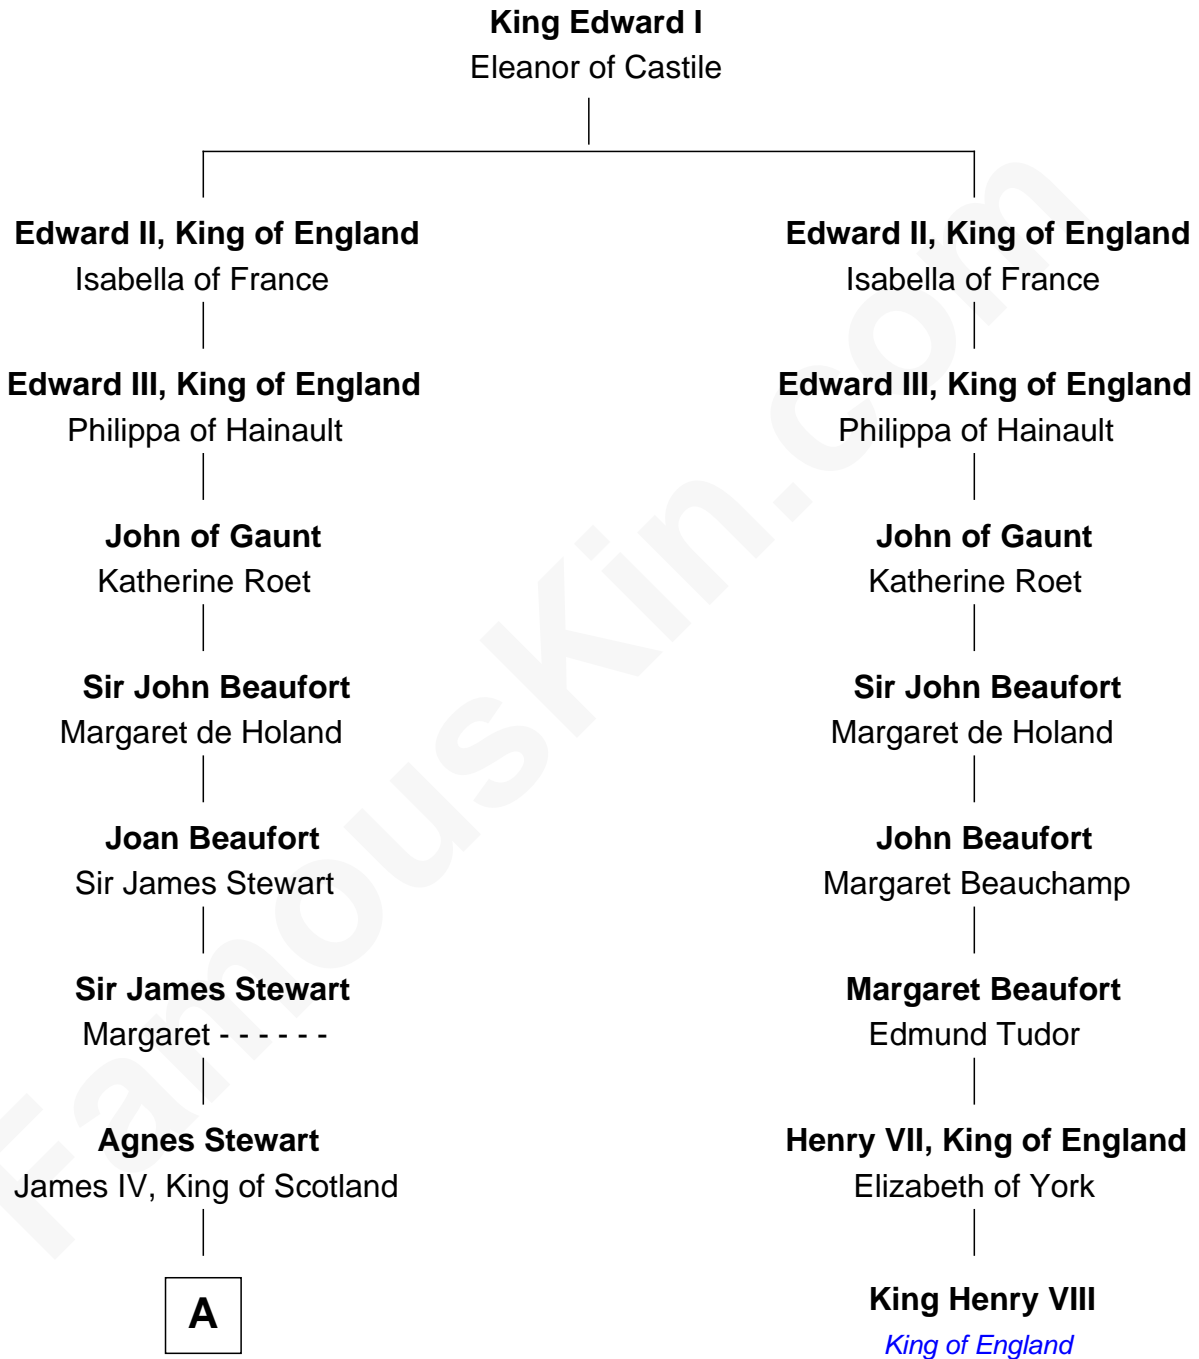 King Edward I
Eleanor of Castile
Edward II, King of England
Isabella of France
Edward III, King of England
Philippa of Hainault
John of Gaunt
Katherine Roet
Sir John Beaufort
Margaret de Holand
Joan Beaufort
Sir James Stewart
Sir James Stewart
Margaret - - - - - -
Agnes Stewart
James IV, King of Scotland
A
Edward II, King of England
Isabella of France
Edward III, King of England
Philippa of Hainault
John of Gaunt
Katherine Roet
Sir John Beaufort
Margaret de Holand
John Beaufort
Margaret Beauchamp
Margaret Beaufort
Edmund Tudor
Henry VII, King of England
Elizabeth of York
King Henry VIII
King of England
FamousKin.com